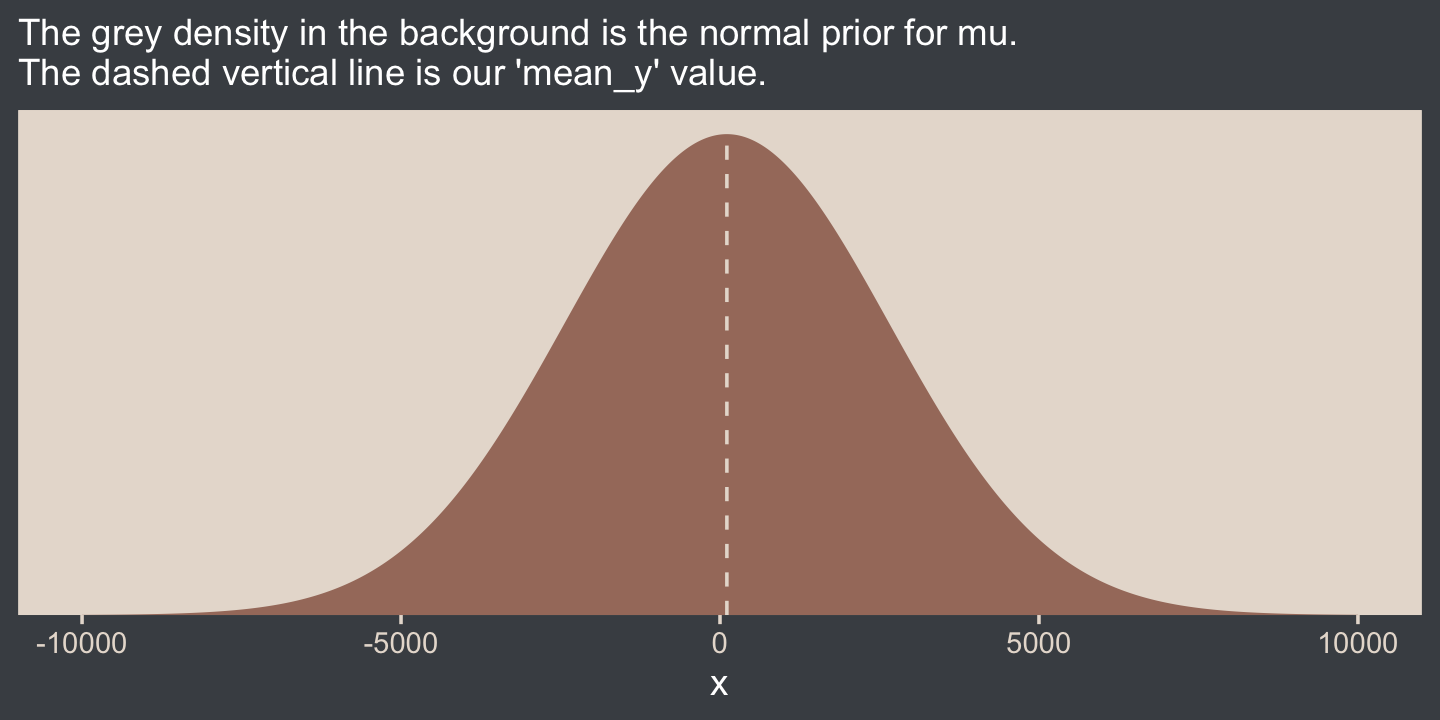 The grey density in the background is the normal prior for mu.
The dashed vertical line is our 'mean_y' value.
-10000 -5000 0 5000 10000
x